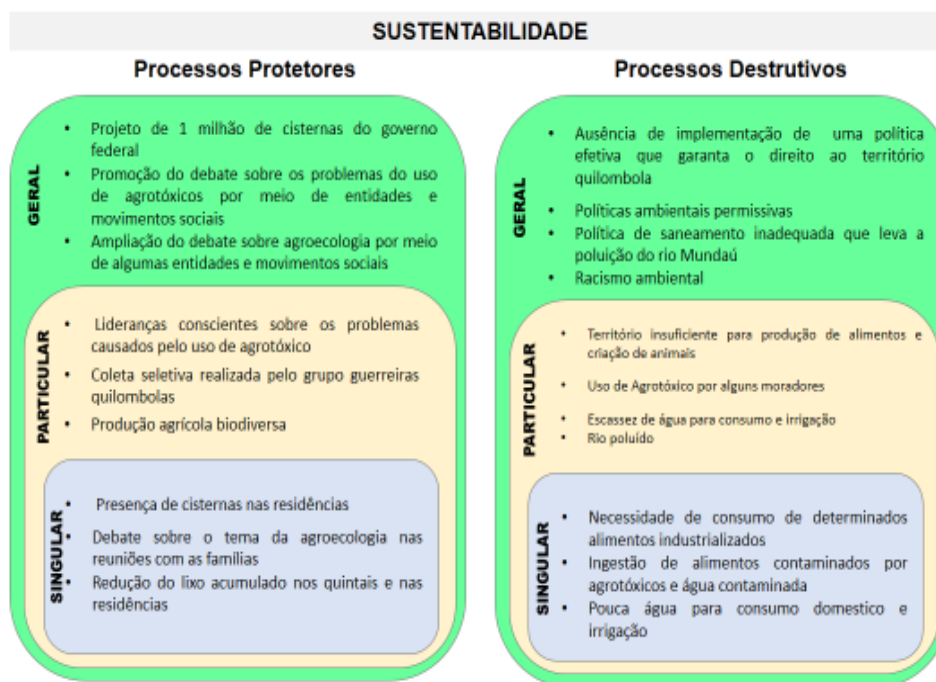 SUSTENTABILIDADE
Processos Protetores
GERAL
• Projeto de 1 milhão de cisternas do governo
federal
• Promoção do debate sobre os problemas do uso
de agrotóxicos por meio de entidades e
movimentos sociais
• Ampliação do debate sobre agroecologia por meio
de algumas entidades e movimentos sociais
PARTICULAR
• Lideranças conscientes sobre os problemas
causados pelo uso de agrotóxico
• Coleta seletiva realizada pelo grupo guerreiras
quilombolas
• Produção agrícola biodiversa
SINGULAR
• Presença de cisternas nas residências
• Debate sobre o tema da agroecologia nas
reuniões com as famílias
• Redução do lixo acumulado nos quintais e nas
residências
Processos Destrutivos
GERAL
• Ausência de implementação de uma política
efetiva que garanta o direito ao território
quilombola
• Políticas ambientais permissivas
• Política de saneamento inadequada que leva a
poluição do rio Mundaú
• Racismo ambiental
PARTICULAR
• Território insuficiente para produção de alimentos e
criação de animais
• Uso de Agrotóxico por alguns moradores
• Escassez de água para consumo e irrigação
• Rio poluído
SINGULAR
• Necessidade de consumo de determinados
alimentos industrializados
• Ingestão de alimentos contaminados por
agrotóxicos e água contaminada
• Pouca água para consumo domestico e
irrigação